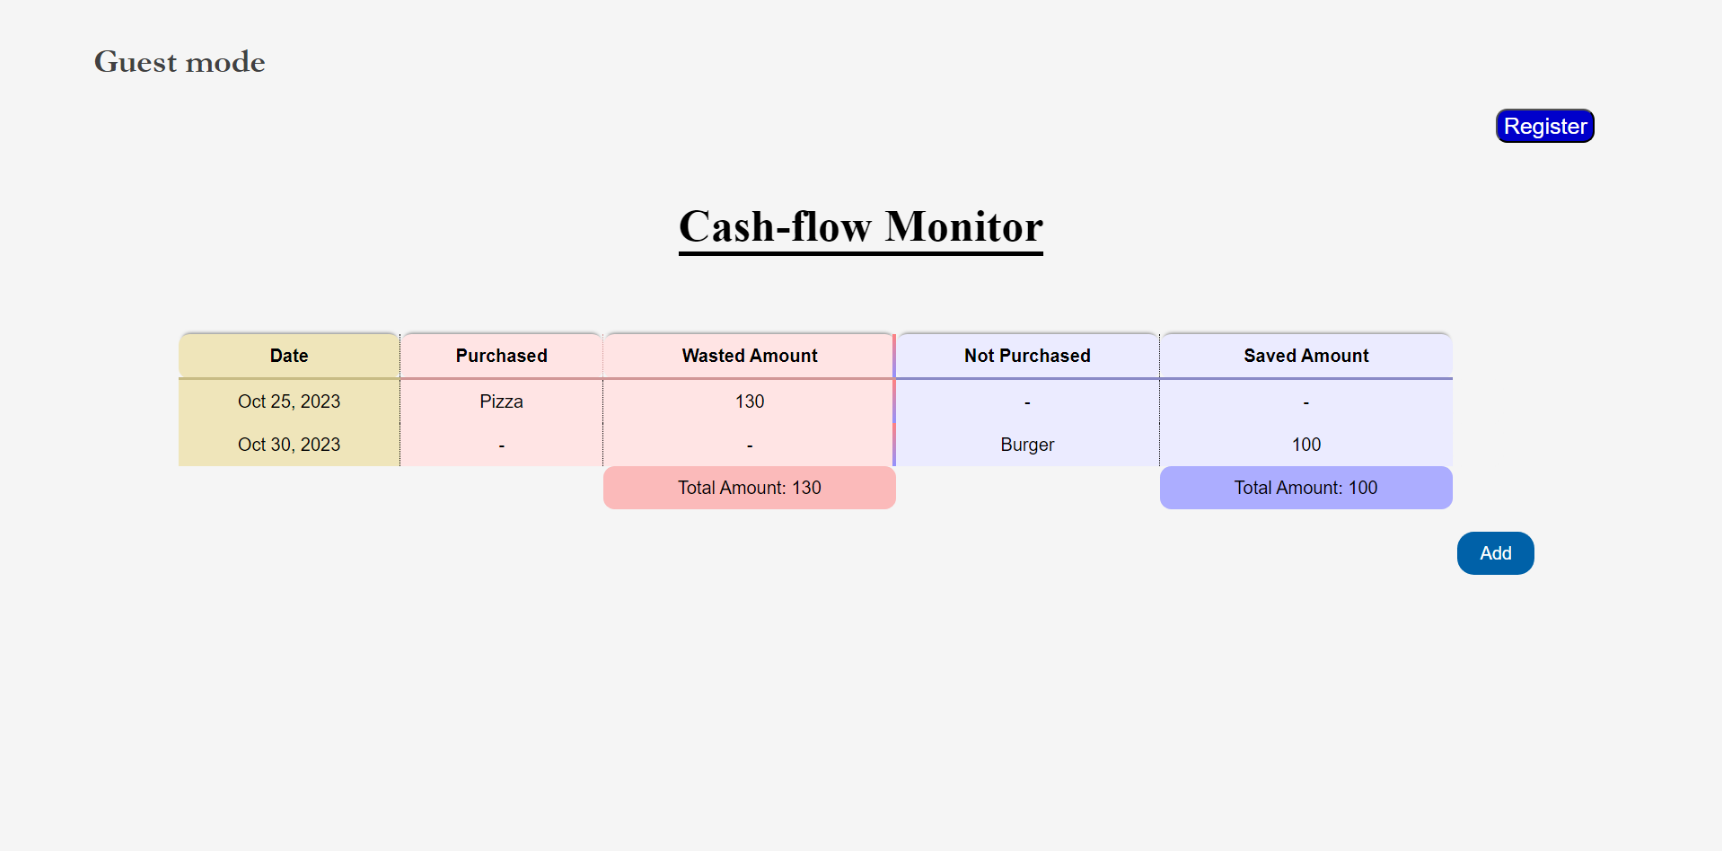 Guest mode
Register
Cash-flow Monitor
Date Purchased Wasted Amount Not Purchased Saved Amount
Oct 25, 2023 Pizza 130 - -
Oct 30, 2023 - - Burger 100
Total Amount: 130 Total Amount: 100
Add